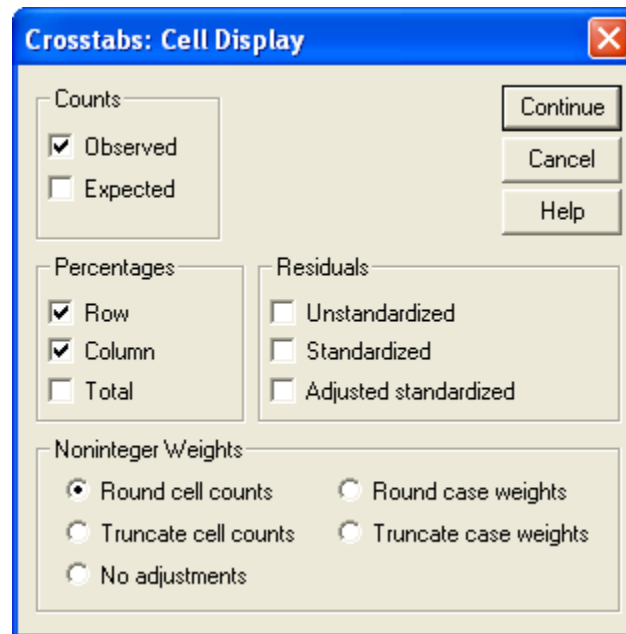 Crosstabs: Cell Display
Counts
Observed
Expected
Continue
Cancel
Help
Percentages
Row
Column
Total
Residuals
Unstandardized
Standardized
Adjusted standardized
Noninteger Weights
Round cell counts
Round case weights
Truncate cell counts
Truncate case weights
No adjustments